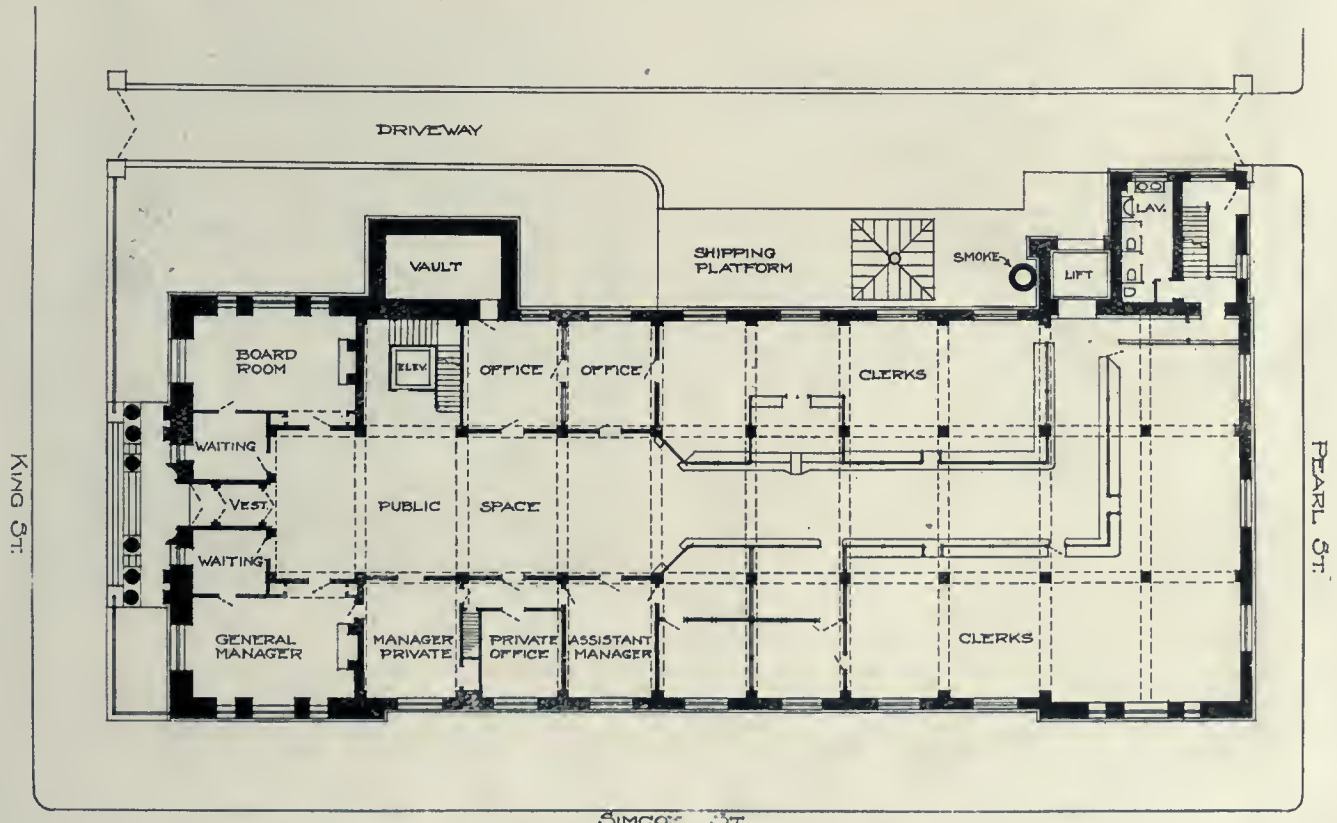 DRIVEWAY
LAV.
SHIPPING
PLATFORM
SMOKE
LIFT
VAULT
BOARD
ROOM
ELEV.
OFFICE
OFFICE
CLERKS
WAITING
KING ST.
PEARL ST.
VEST.
PUBLIC SPACE
WAITING
GENERAL
MANAGER
MANAGER
PRIVATE
PRIVATE
OFFICE
ASSISTANT
MANAGER
CLERKS
ST.